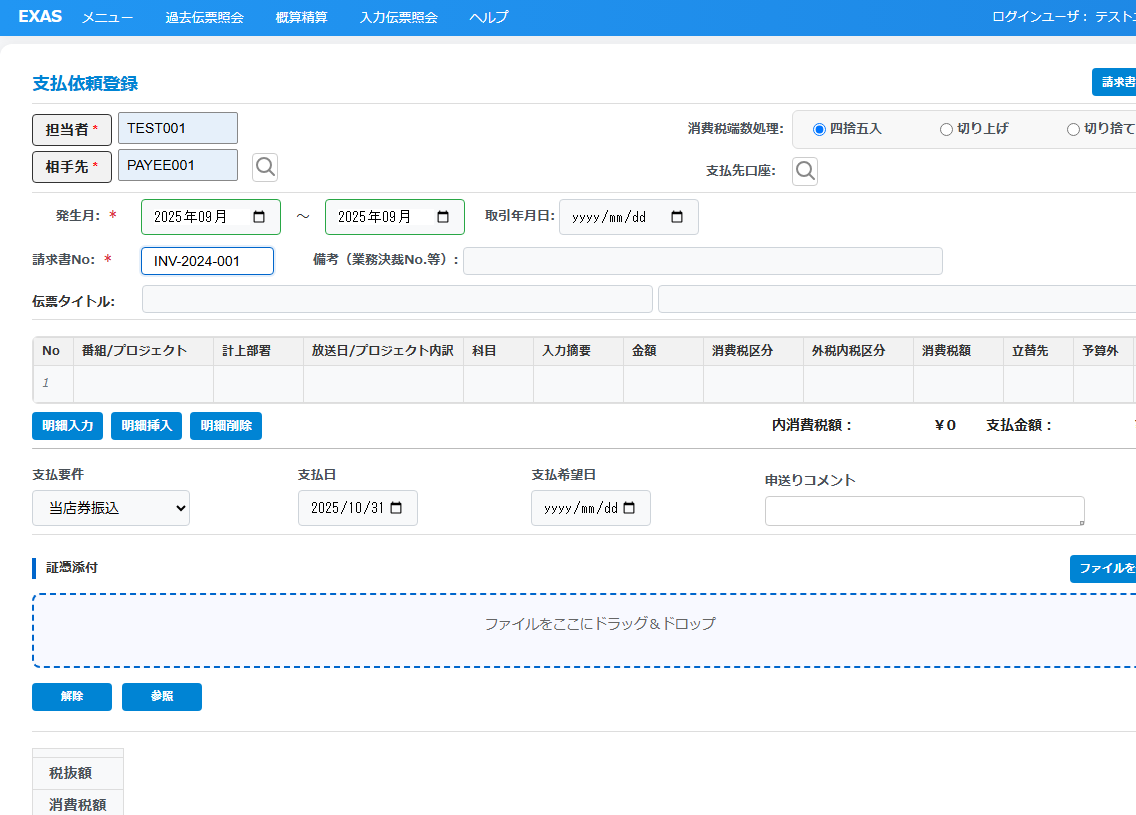 EXAS メニュー 過去伝票照会 概算精算 入力伝票照会 ヘルプ ログインユーザ： テスト
支払依頼登録 請求書
担当者 * TEST001 消費税端数処理: 四捨五入 切り上げ 切り捨て
相手先 * PAYEE001 支払先口座:
発生月: * 2025年09月 ～ 2025年09月 取引年月日: yyyy/mm/dd
請求書No: * INV-2024-001 備考（業務決裁No.等）:
伝票タイトル:
No 番組/プロジェクト 計上部署 放送日/プロジェクト内訳 科目 入力摘要 金額 消費税区分 外税内税区分 消費税額 立替先 予算外
1
明細入力 明細挿入 明細削除 内消費税額： ￥0 支払金額：
支払要件 支払日 支払希望日 申送りコメント
当店券振込 2025/10/31 yyyy/mm/dd
証憑添付 ファイルを
ファイルをここにドラッグ＆ドロップ
解除 参照
税抜額
消費税額